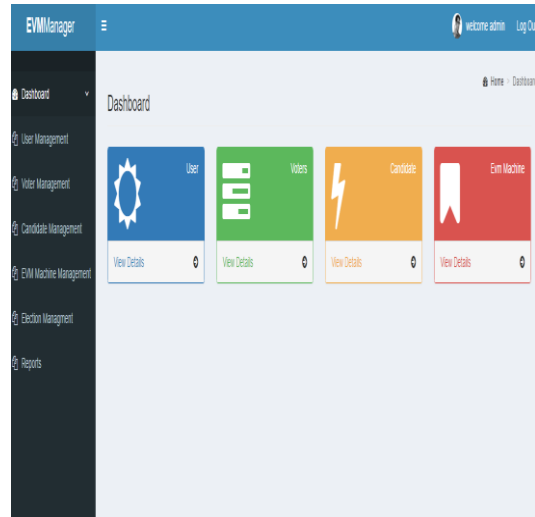 EVMManager
welcome admin Log Ou
Home > Dashboar
Dashboard
Dashboard
User Management
Voter Management
Candidate Management
EVM Machine Management
Election Managment
Reports
User
View Details
Voters
View Details
Candidate
View Details
Evm Machine
View Details